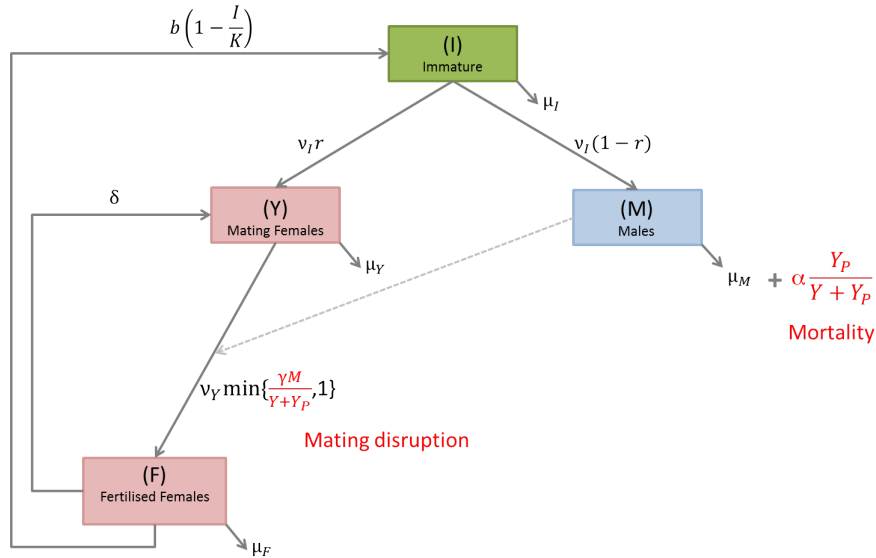 b(1 − I/K)
(I)
Immature
μ_I
ν_I r
ν_I(1 − r)
δ
(Y)
Mating Females
μ_Y
(M)
Males
μ_M + α Y_P/(Y + Y_P)
Mortality
ν_Y min{γM/(Y+Y_P),1}
Mating disruption
(F)
Fertilised Females
μ_F